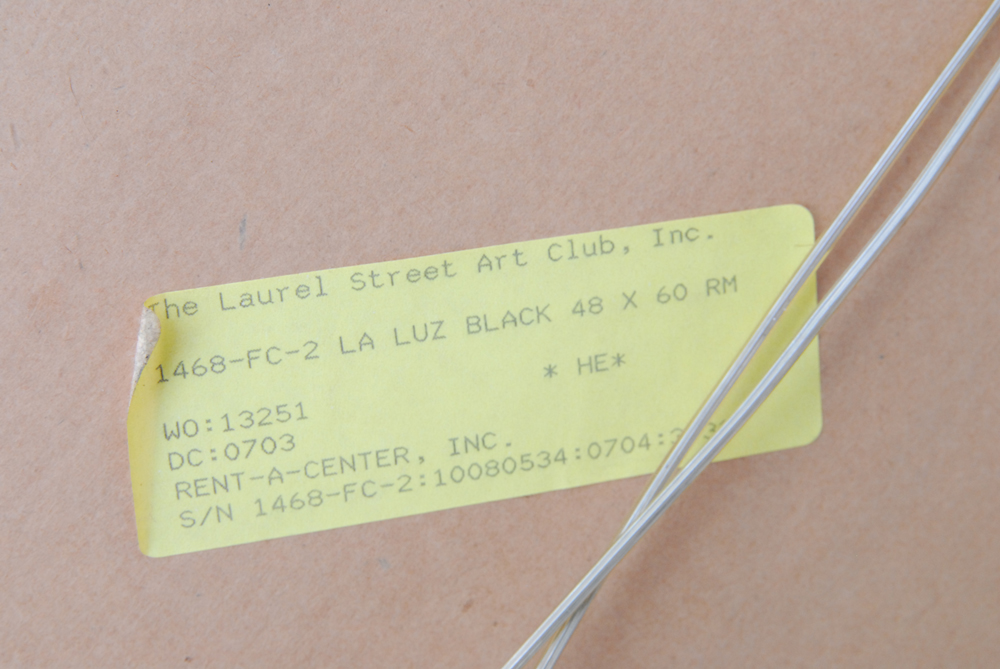 The Laurel Street Art Club, Inc.
1468-FC-2 LA LUZ BLACK 48 X 60 RM
* HE*
WO:13251
DC:0703
RENT-A-CENTER, INC.
S/N 1468-FC-2:10080534:0704: